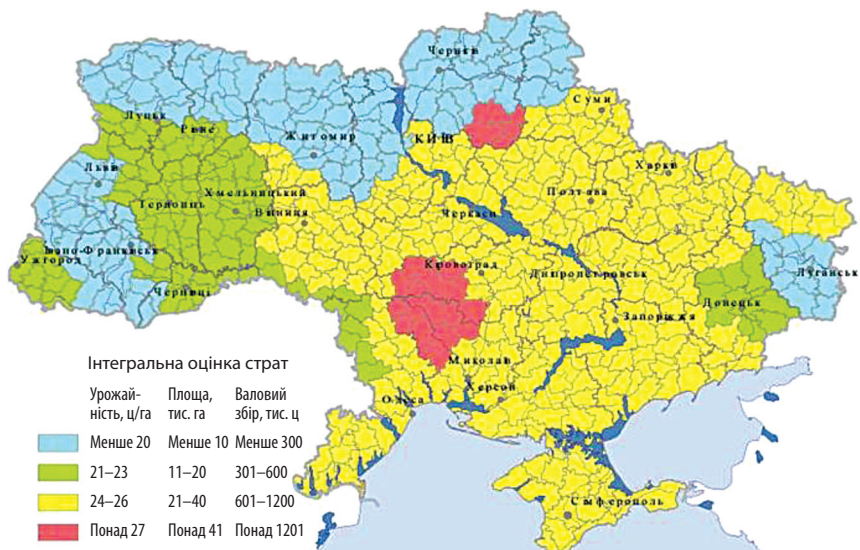 Чернігів
Суми
Луцьк
Рівне
КИЇВ
Житомир
Харків
Львів
Хмельницький
Полтава
Тернопіль
Вінниця
Черкаси
Івано-Франківськ
Ужгород
Кіровоград
Дніпропетровськ
Луганськ
Чернівці
Донецьк
Запоріжжя
Миколаїв
Одеса
Херсон
Сімферополь
Інтегральна оцінка страт
Урожай- Площа, Валовий
ність, ц/га тис. га збір, тис. ц
Менше 20 Менше 10 Менше 300
21–23 11–20 301–600
24–26 21–40 601–1200
Понад 27 Понад 41 Понад 1201